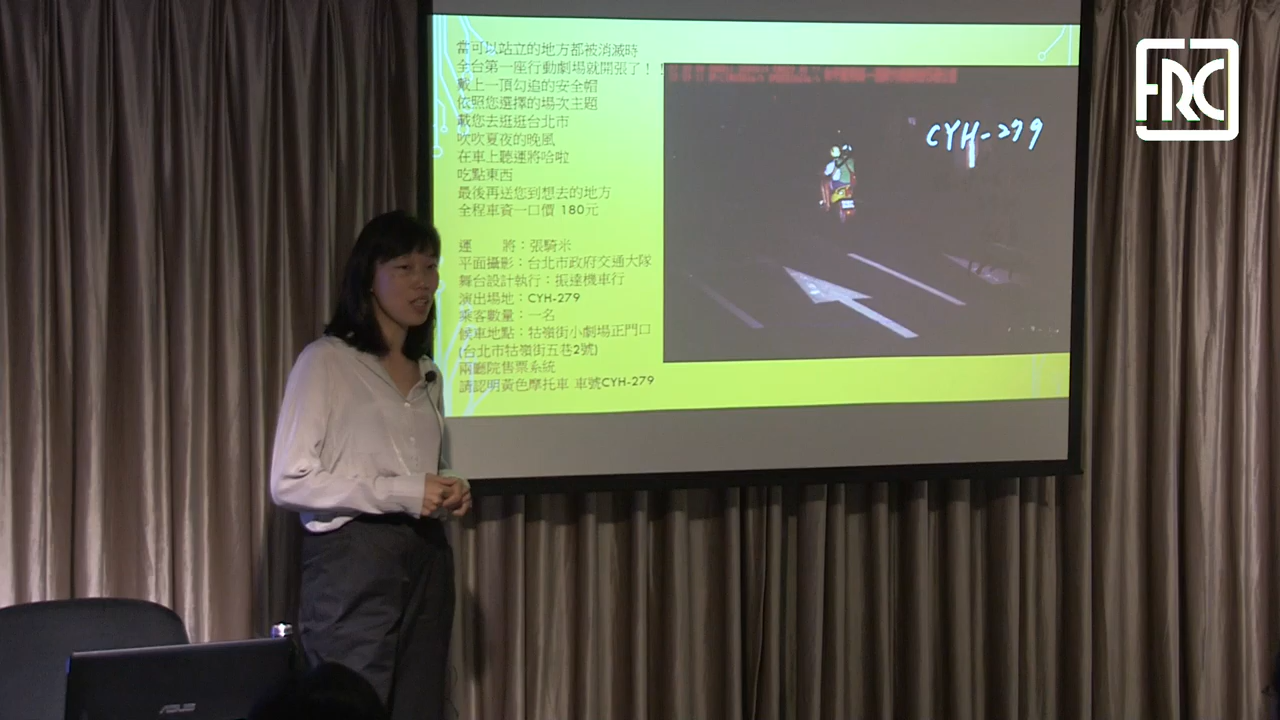 當可以站立的地方都被消滅時
全台第一座行動劇場就開張了！！
戴上一頂勾追的安全帽
依照您選擇的場次主題
載您去逛逛台北市
吹吹夏夜的晚風
在車上聽運將哈啦
吃點東西
最後再送您到想去的地方
全程車資一口價 180元
運　　將：張騎米
平面攝影：台北市政府交通大隊
舞台設計執行：振達機車行
演出場地：CYH-279
乘客數量：一名
候車地點：牯嶺街小劇場正門口
(台北市牯嶺街五巷2號)
兩廳院售票系統
請認明黃色摩托車 車號CYH-279
CYH-279
FRC
ASUS